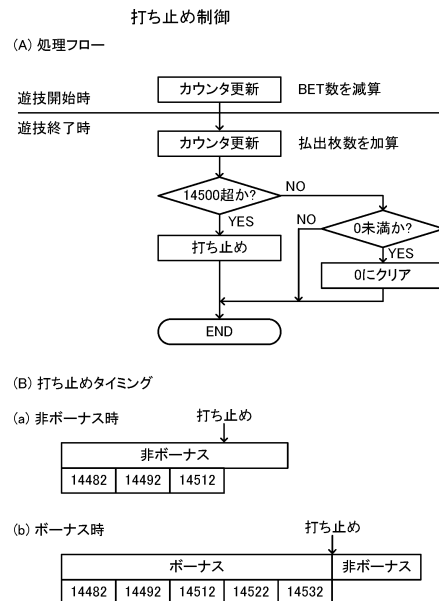 打ち止め制御
(A) 処理フロー
カウンタ更新 BET数を減算
遊技開始時
遊技終了時
カウンタ更新 払出枚数を加算
14500超か? NO
YES NO 0未満か?
打ち止め YES
0にクリア
END
(B) 打ち止めタイミング
(a) 非ボーナス時 打ち止め
非ボーナス
14482 14492 14512
(b) ボーナス時 打ち止め
ボーナス 非ボーナス
14482 14492 14512 14522 14532